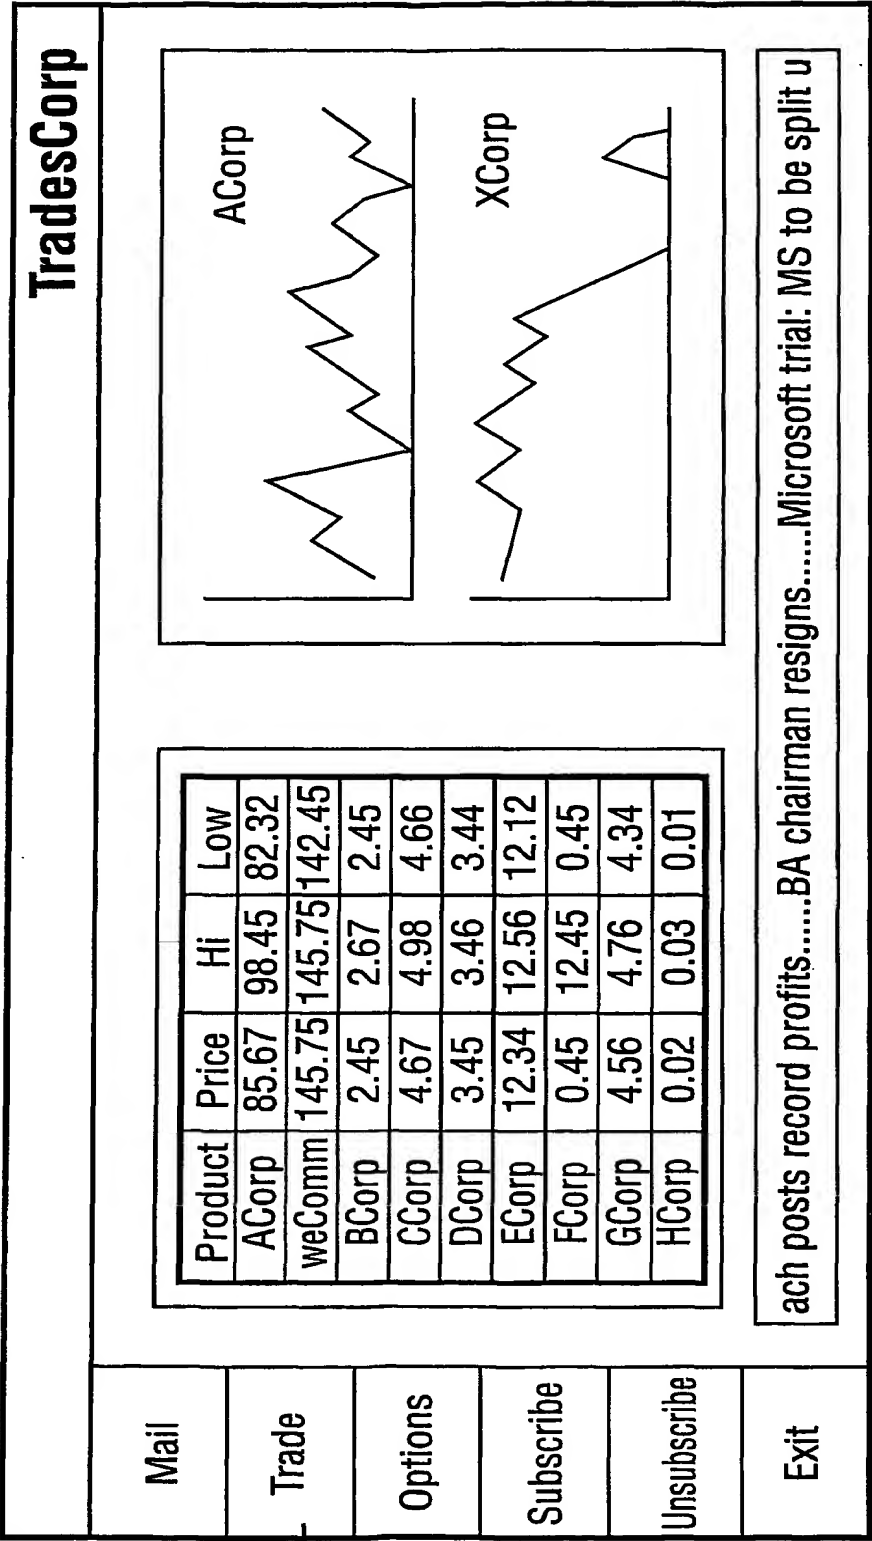 TradesCorp
Mail
Trade
Options
Subscribe
Unsubscribe
Exit
Product Price Hi Low
ACorp 85.67 98.45 82.32
weComm 145.75 145.75 142.45
BCorp 2.45 2.67 2.45
CCorp 4.67 4.98 4.66
DCorp 3.45 3.46 3.44
ECorp 12.34 12.56 12.12
FCorp 0.45 12.45 0.45
GCorp 4.56 4.76 4.34
HCorp 0.02 0.03 0.01
ACorp
XCorp
ach posts record profits......BA chairman resigns......Microsoft trial: MS to be split u